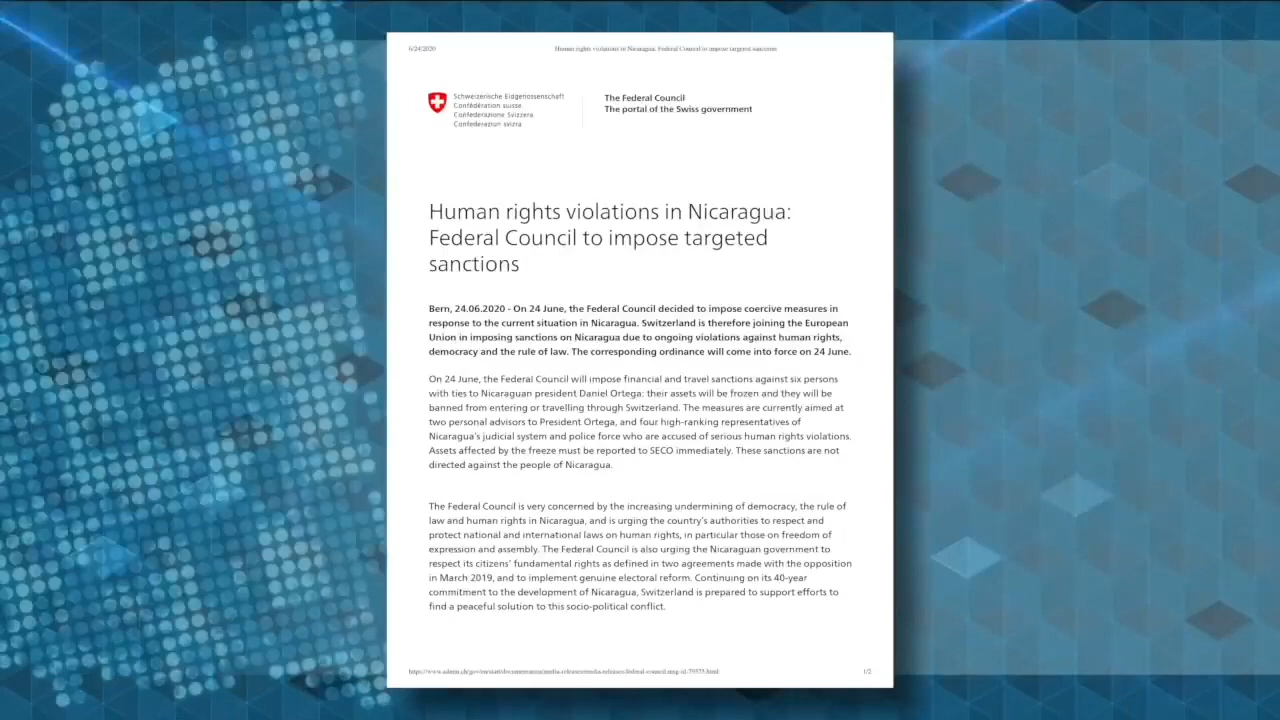 6/24/2020 Human rights violations in Nicaragua: Federal Council to impose targeted sanctions
Schweizerische Eidgenossenschaft
Confédération suisse
Confederazione Svizzera
Confederaziun svizra
The Federal Council
The portal of the Swiss government
Human rights violations in Nicaragua:
Federal Council to impose targeted
sanctions
Bern, 24.06.2020 - On 24 June, the Federal Council decided to impose coercive measures in
response to the current situation in Nicaragua. Switzerland is therefore joining the European
Union in imposing sanctions on Nicaragua due to ongoing violations against human rights,
democracy and the rule of law. The corresponding ordinance will come into force on 24 June.
On 24 June, the Federal Council will impose financial and travel sanctions against six persons
with ties to Nicaraguan president Daniel Ortega: their assets will be frozen and they will be
banned from entering or travelling through Switzerland. The measures are currently aimed at
two personal advisors to President Ortega, and four high-ranking representatives of
Nicaragua's judicial system and police force who are accused of serious human rights violations.
Assets affected by the freeze must be reported to SECO immediately. These sanctions are not
directed against the people of Nicaragua.
The Federal Council is very concerned by the increasing undermining of democracy, the rule of
law and human rights in Nicaragua, and is urging the country's authorities to respect and
protect national and international laws on human rights, in particular those on freedom of
expression and assembly. The Federal Council is also urging the Nicaraguan government to
respect its citizens' fundamental rights as defined in two agreements made with the opposition
in March 2019, and to implement genuine electoral reform. Continuing on its 40-year
commitment to the development of Nicaragua, Switzerland is prepared to support efforts to
find a peaceful solution to this socio-political conflict.
1/2